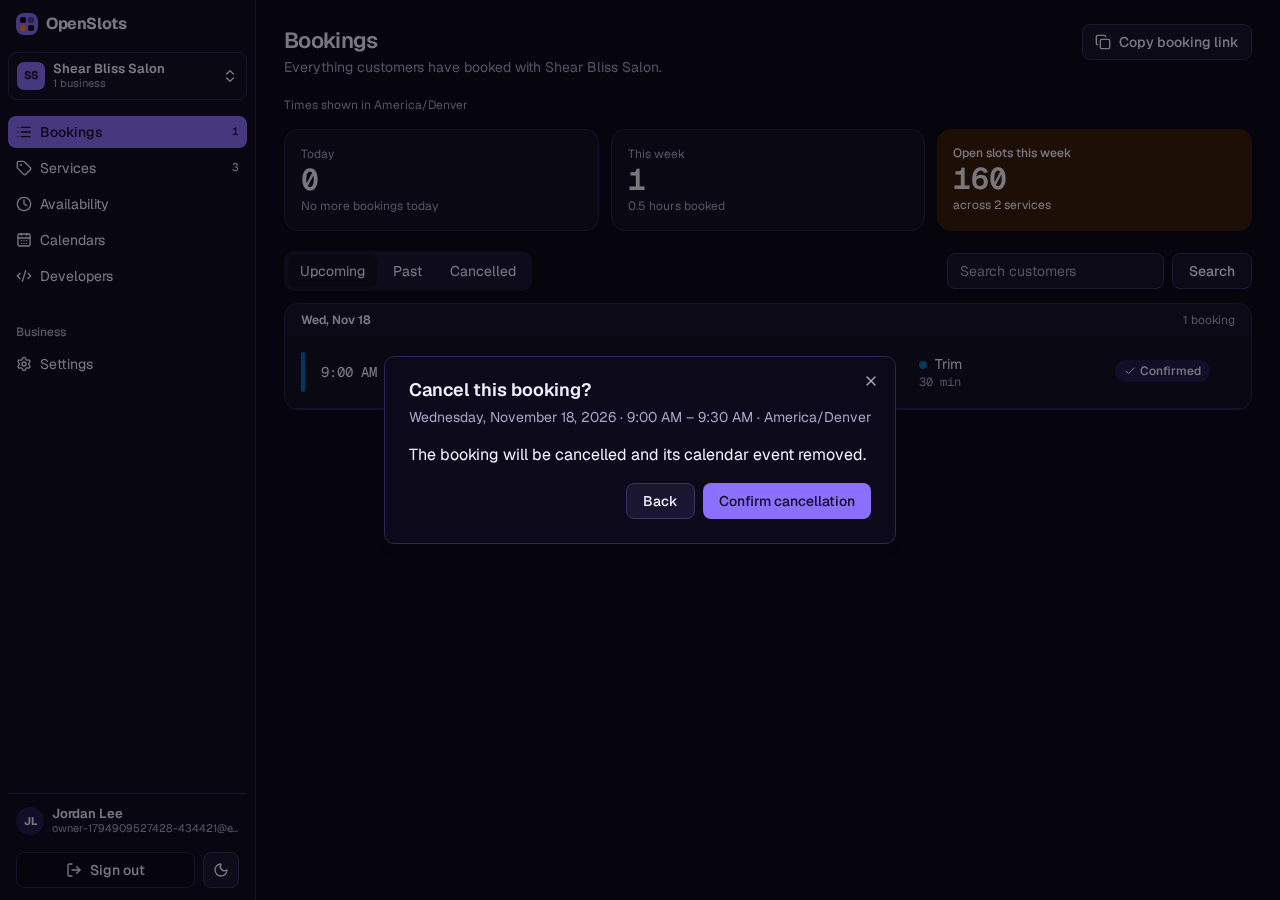 OpenSlots
SS
Shear Bliss Salon
1 business
Bookings 1
Services 3
Availability
Calendars
Developers
Business
Settings
JL
Jordan Lee
owner-1794909527428-434421@e…
Sign out
Bookings
Everything customers have booked with Shear Bliss Salon.
Copy booking link
Times shown in America/Denver
Today
0
No more bookings today
This week
1
0.5 hours booked
Open slots this week
160
across 2 services
Upcoming Past Cancelled
Search customers Search
Wed, Nov 18 1 booking
9:00 AM
Trim
30 min
Confirmed
Cancel this booking?
Wednesday, November 18, 2026 · 9:00 AM – 9:30 AM · America/Denver
The booking will be cancelled and its calendar event removed.
Back Confirm cancellation